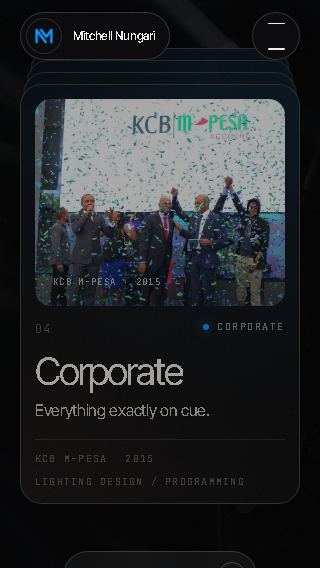 Mitchell Nungari
KCB M-PESA
ACCOUNT
KCB M-PESA · 2015
04
CORPORATE
Corporate
Everything exactly on cue.
KCB M-PESA 2015
LIGHTING DESIGN / PROGRAMMING